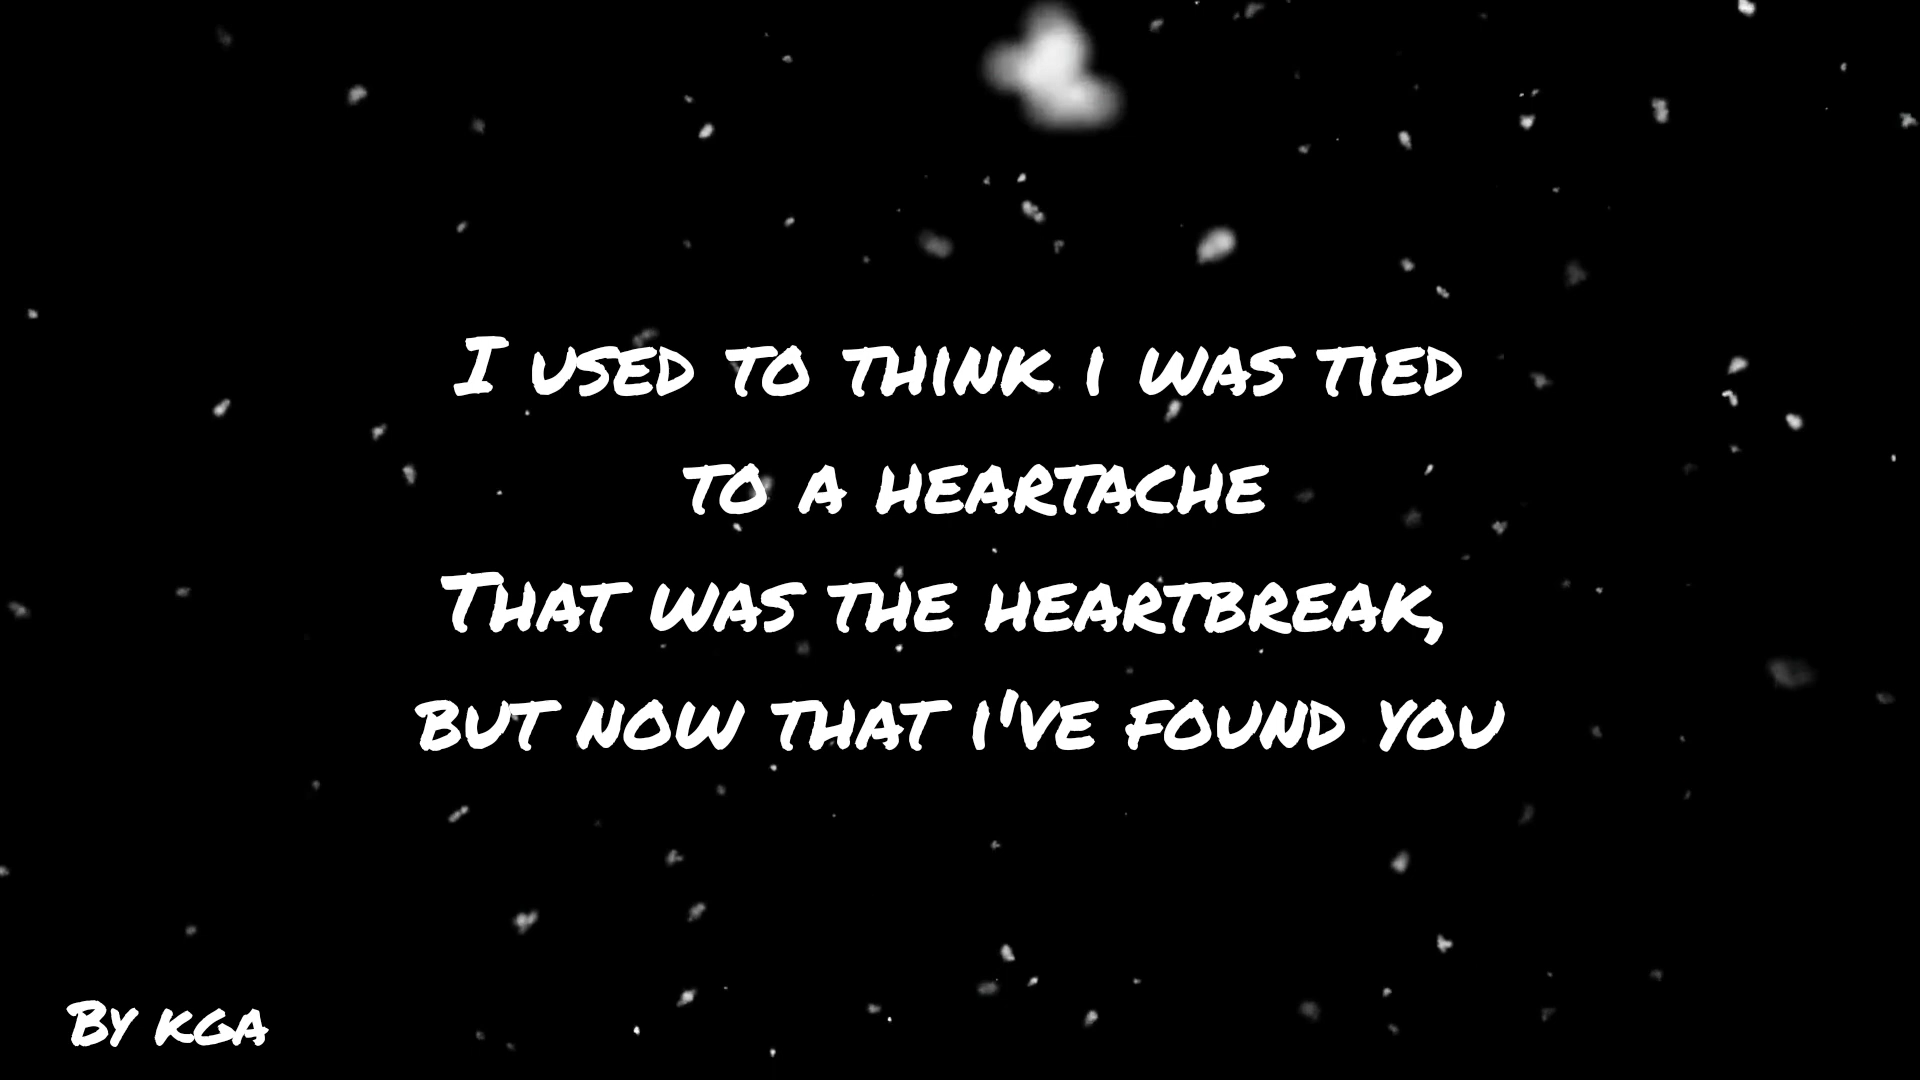 I used to think i was tied
to a heartache
That was the heartbreak,
but now that i've found you
By kga